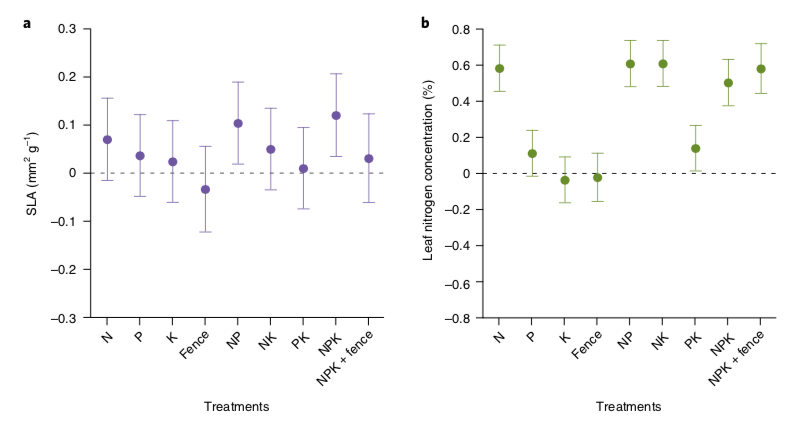 a
0.3
0.2
0.1
0
–0.1
–0.2
–0.3
SLA (mm² g⁻¹)
N
P
K
Fence
NP
NK
PK
NPK
NPK + fence
Treatments
b
0.8
0.6
0.4
0.2
0
–0.2
–0.4
–0.6
–0.8
Leaf nitrogen concentration (%)
N
P
K
Fence
NP
NK
PK
NPK
NPK + fence
Treatments